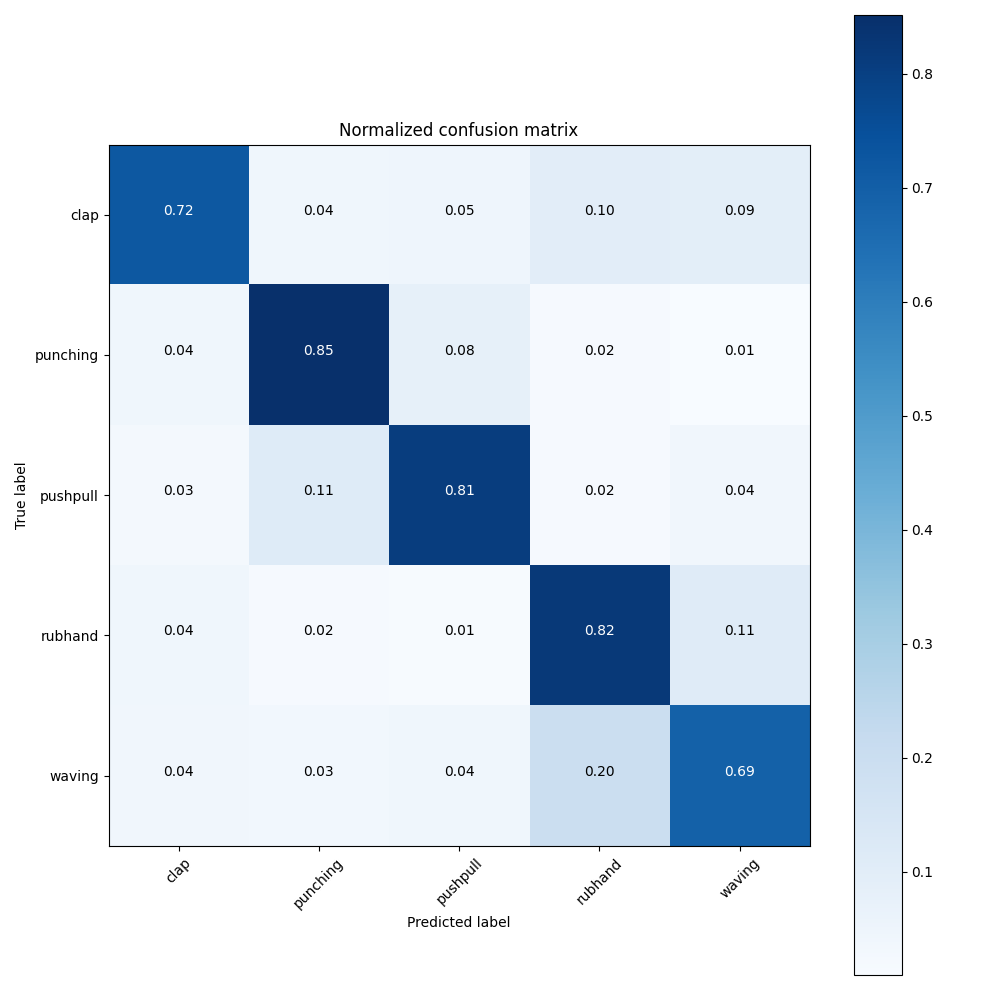 Normalized confusion matrix
clap 0.72 0.04 0.05 0.10 0.09
punching 0.04 0.85 0.08 0.02 0.01
pushpull 0.03 0.11 0.81 0.02 0.04
rubhand 0.04 0.02 0.01 0.82 0.11
waving 0.04 0.03 0.04 0.20 0.69
True label
clap punching pushpull rubhand waving
Predicted label
0.8
0.7
0.6
0.5
0.4
0.3
0.2
0.1